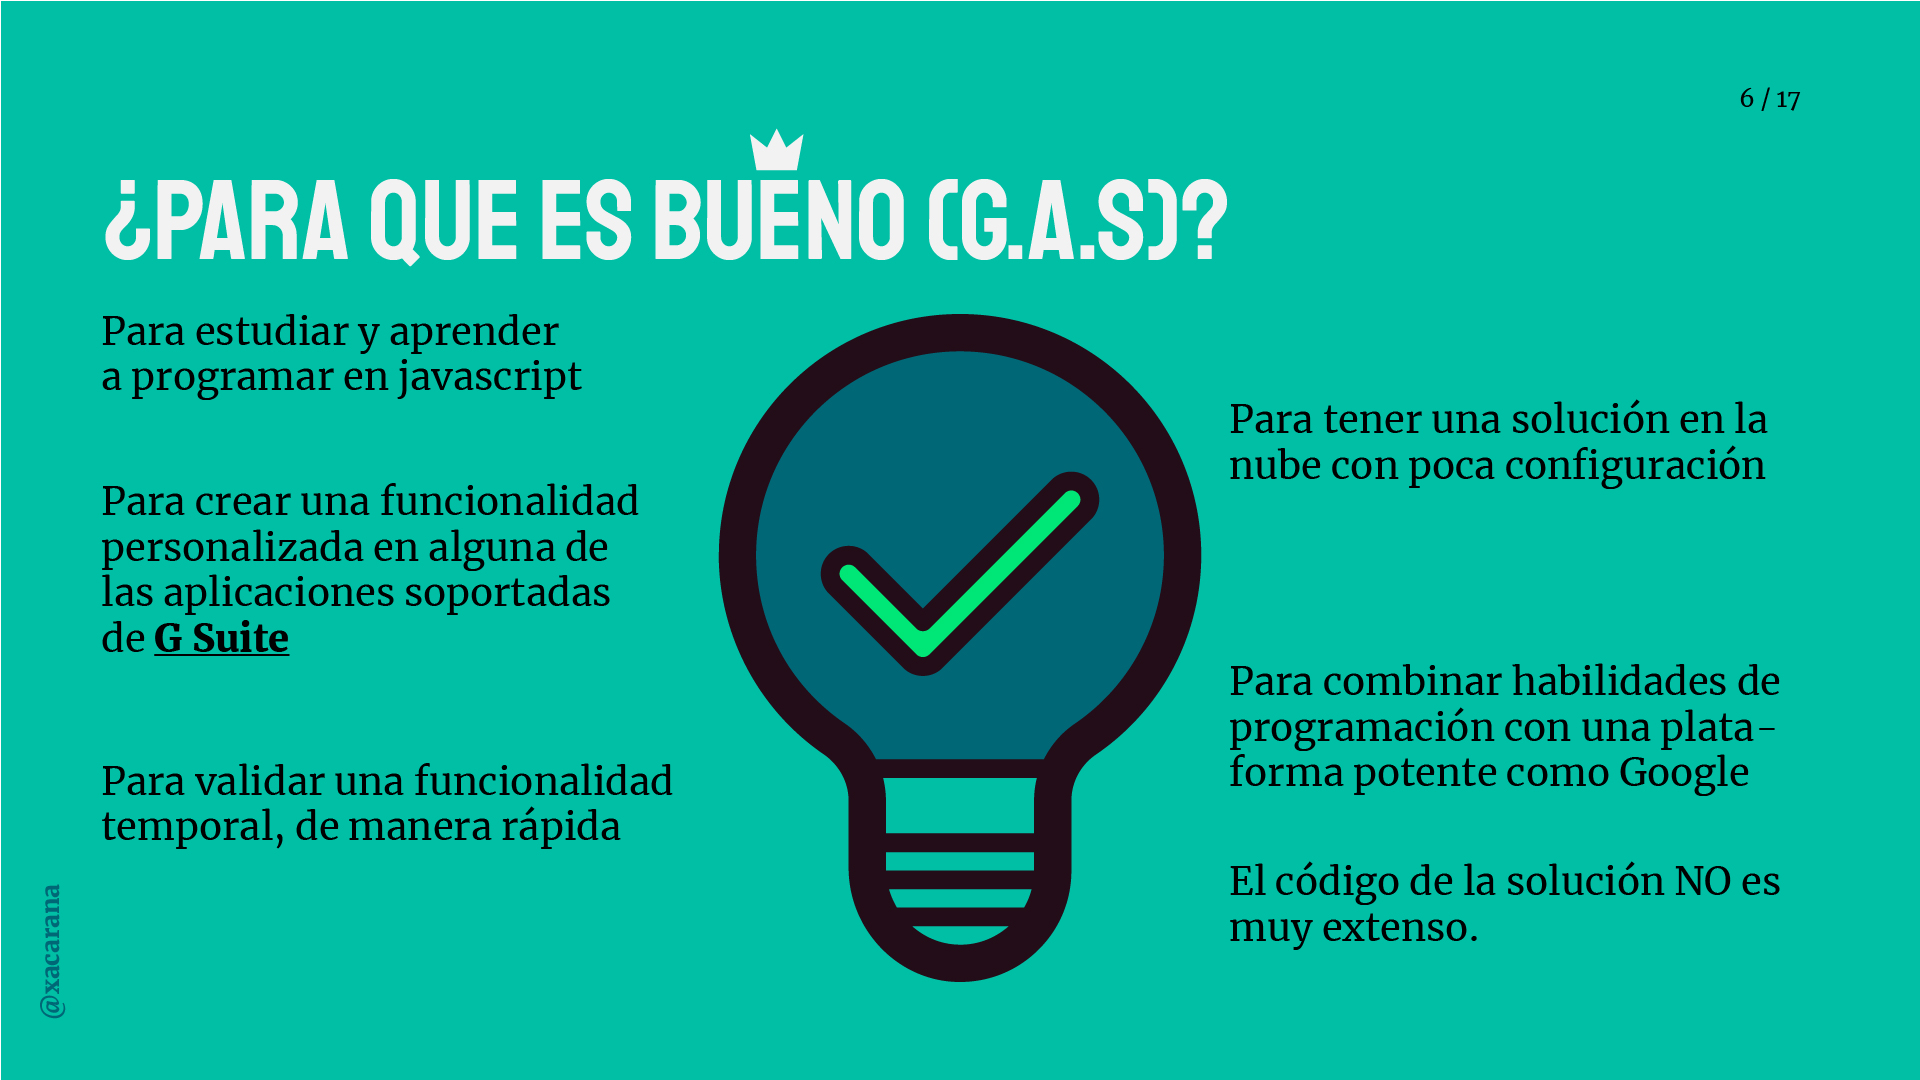 6 / 17
¿PARA QUE ES BUENO (G.A.S)?
Para estudiar y aprender
a programar en javascript
Para crear una funcionalidad
personalizada en alguna de
las aplicaciones soportadas
de G Suite
Para validar una funcionalidad
temporal, de manera rápida
Para tener una solución en la
nube con poca configuración
Para combinar habilidades de
programación con una plata-
forma potente como Google
El código de la solución NO es
muy extenso.
@xacarana